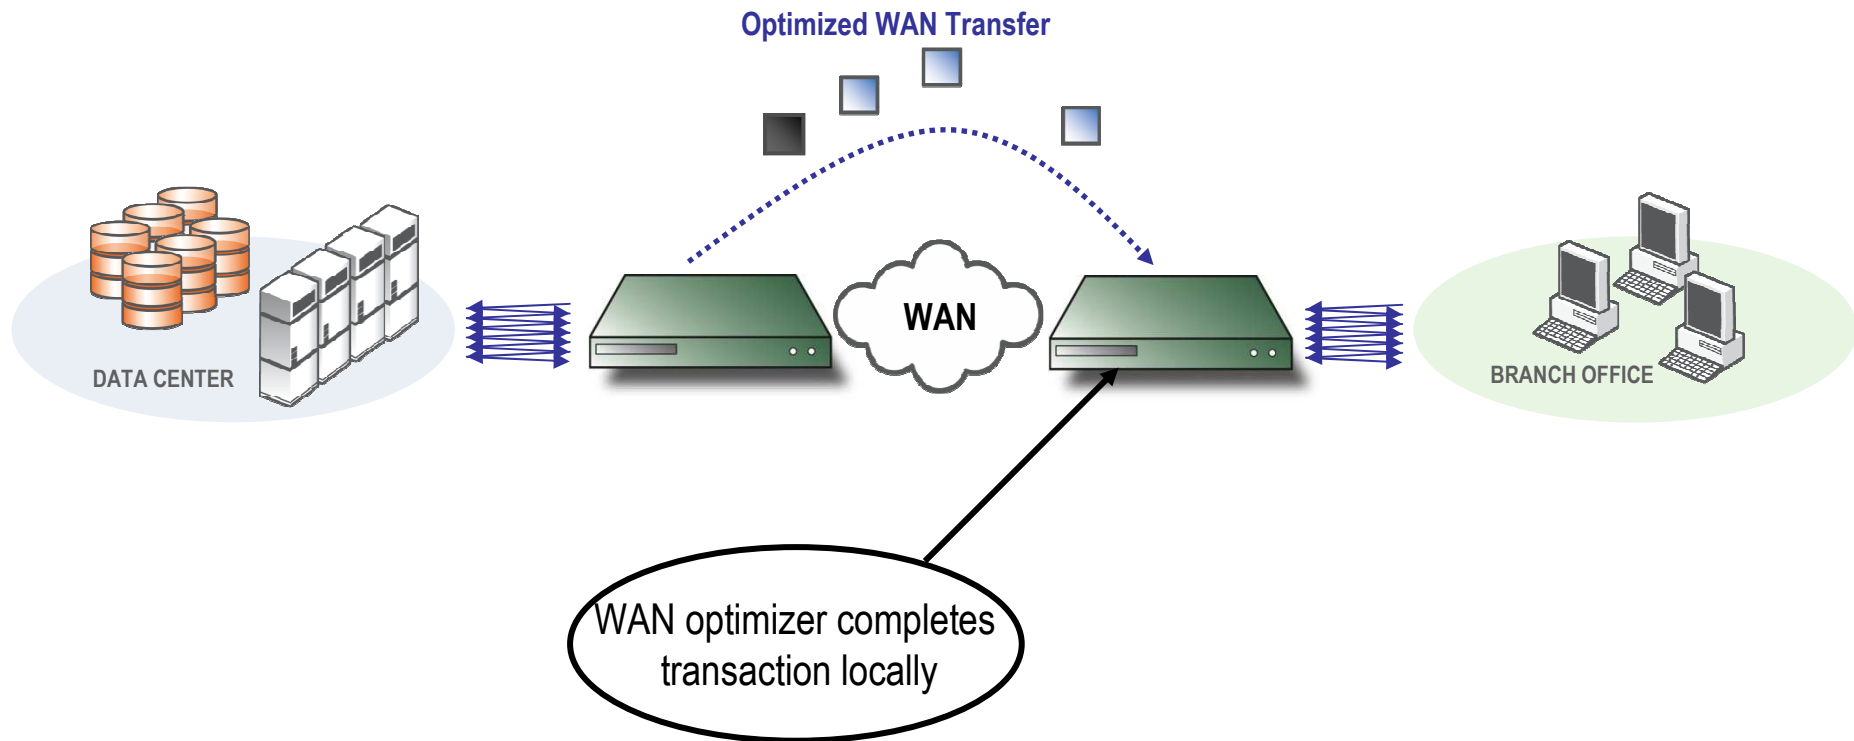 Optimized WAN Transfer
WAN
DATA CENTER
BRANCH OFFICE
WAN optimizer completes
transaction locally